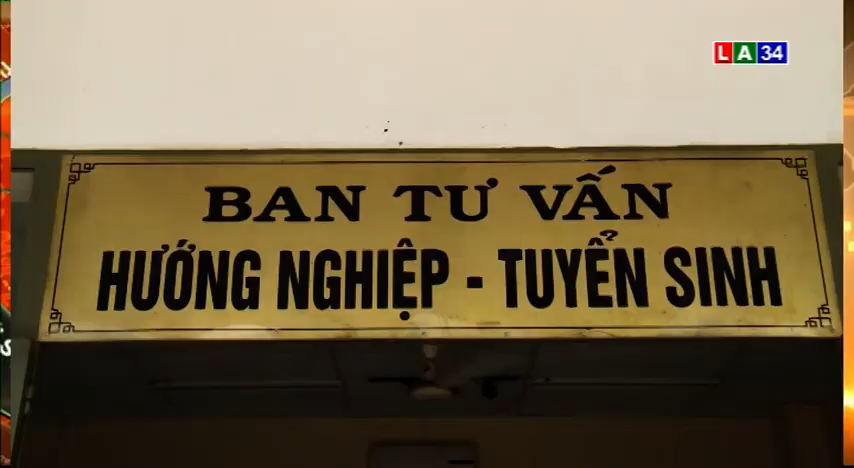 LA34
BAN TƯ VẤN
HƯỚNG NGHIỆP - TUYỂN SINH